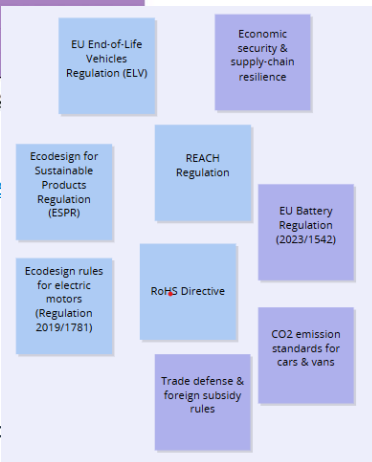 EU End-of-Life
Vehicles
Regulation (ELV)
Economic
security &
supply-chain
resilience
Ecodesign for
Sustainable
Products
Regulation
(ESPR)
REACH
Regulation
EU Battery
Regulation
(2023/1542)
Ecodesign rules
for electric
motors
(Regulation
2019/1781)
RoHS Directive
CO2 emission
standards for
cars & vans
Trade defense &
foreign subsidy
rules